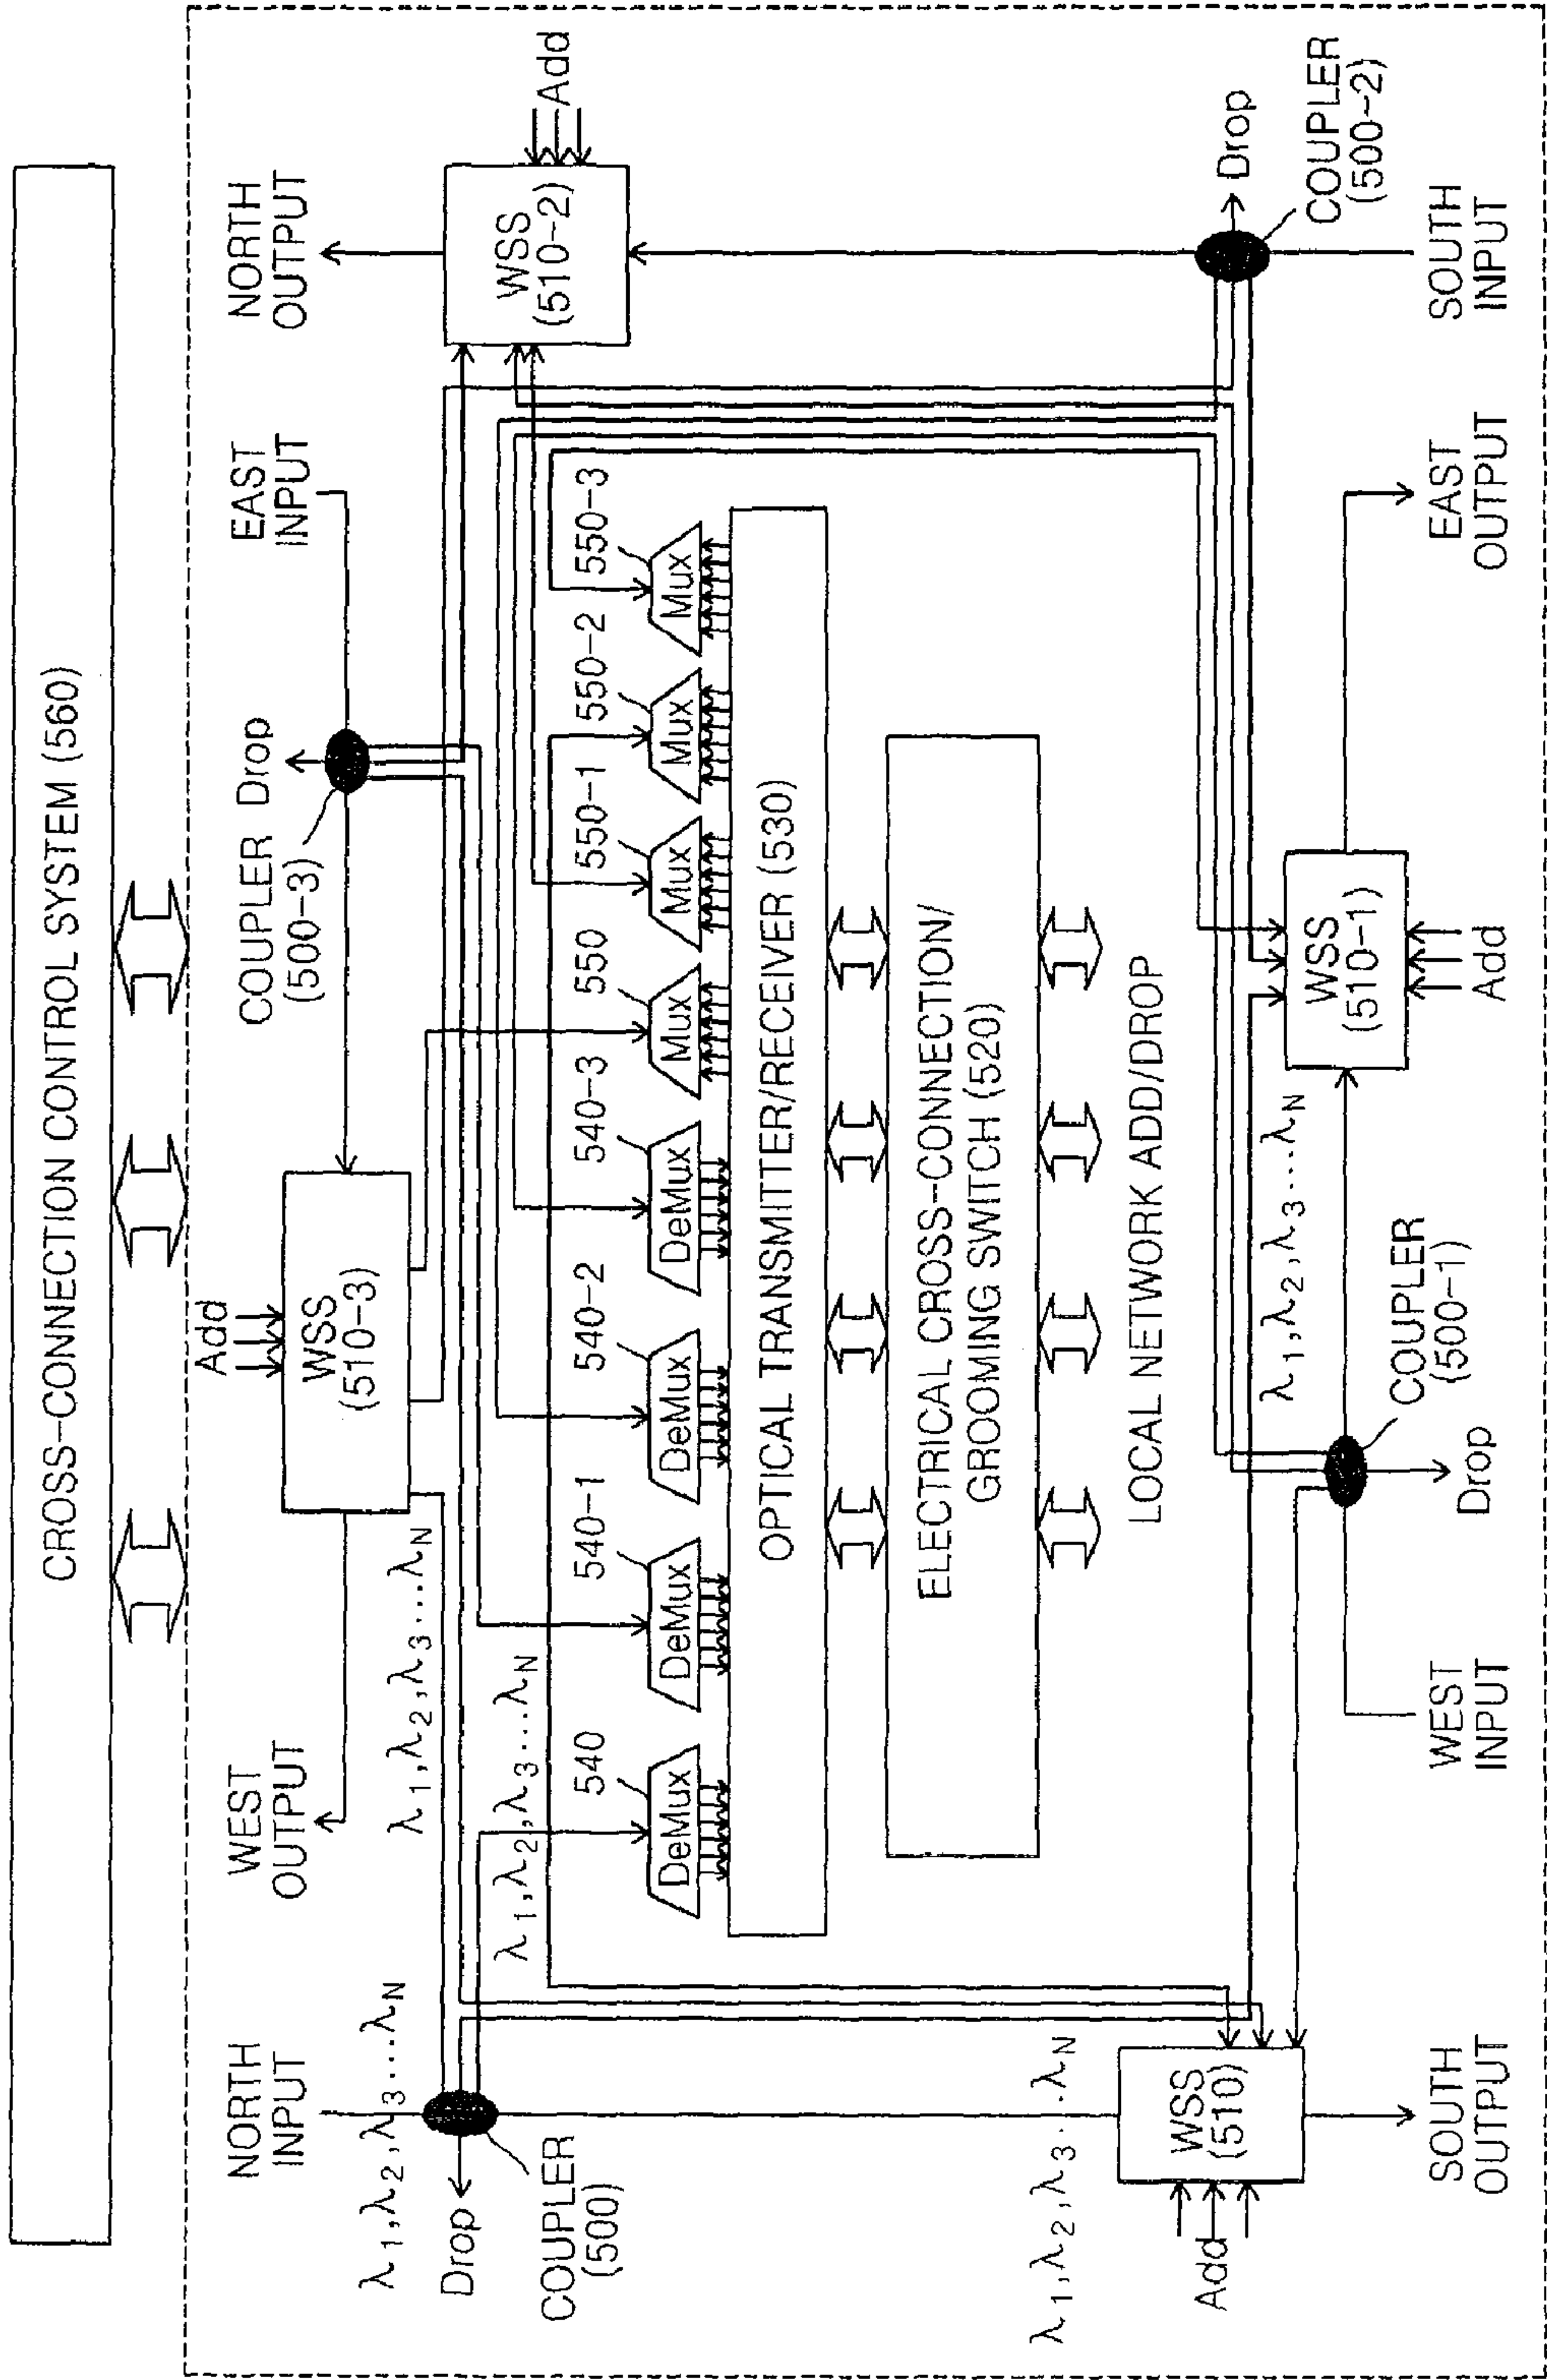 CROSS-CONNECTION CONTROL SYSTEM (560)
NORTH
INPUT
WEST
OUTPUT
Add
COUPLER
(500-3)
Drop
EAST
INPUT
NORTH
OUTPUT
λ1,λ2,λ3...λN
Drop
COUPLER
(500)
λ1,λ2,λ3...λN
WSS
(510-3)
WSS
(510-2)
Add
λ1,λ2,λ3...λN
540
540-1
540-2
540-3
550
550-1
550-2
550-3
DeMux
DeMux
DeMux
DeMux
Mux
Mux
Mux
Mux
OPTICAL TRANSMITTER/RECEIVER (530)
ELECTRICAL CROSS-CONNECTION/
GROOMING SWITCH (520)
LOCAL NETWORK ADD/DROP
λ1,λ2,λ3...λN
Add
WSS
(510)
λ1,λ2,λ3...λN
COUPLER
(500-1)
Drop
WSS
(510-1)
Add
Drop
COUPLER
(500-2)
SOUTH
OUTPUT
WEST
INPUT
EAST
OUTPUT
SOUTH
INPUT